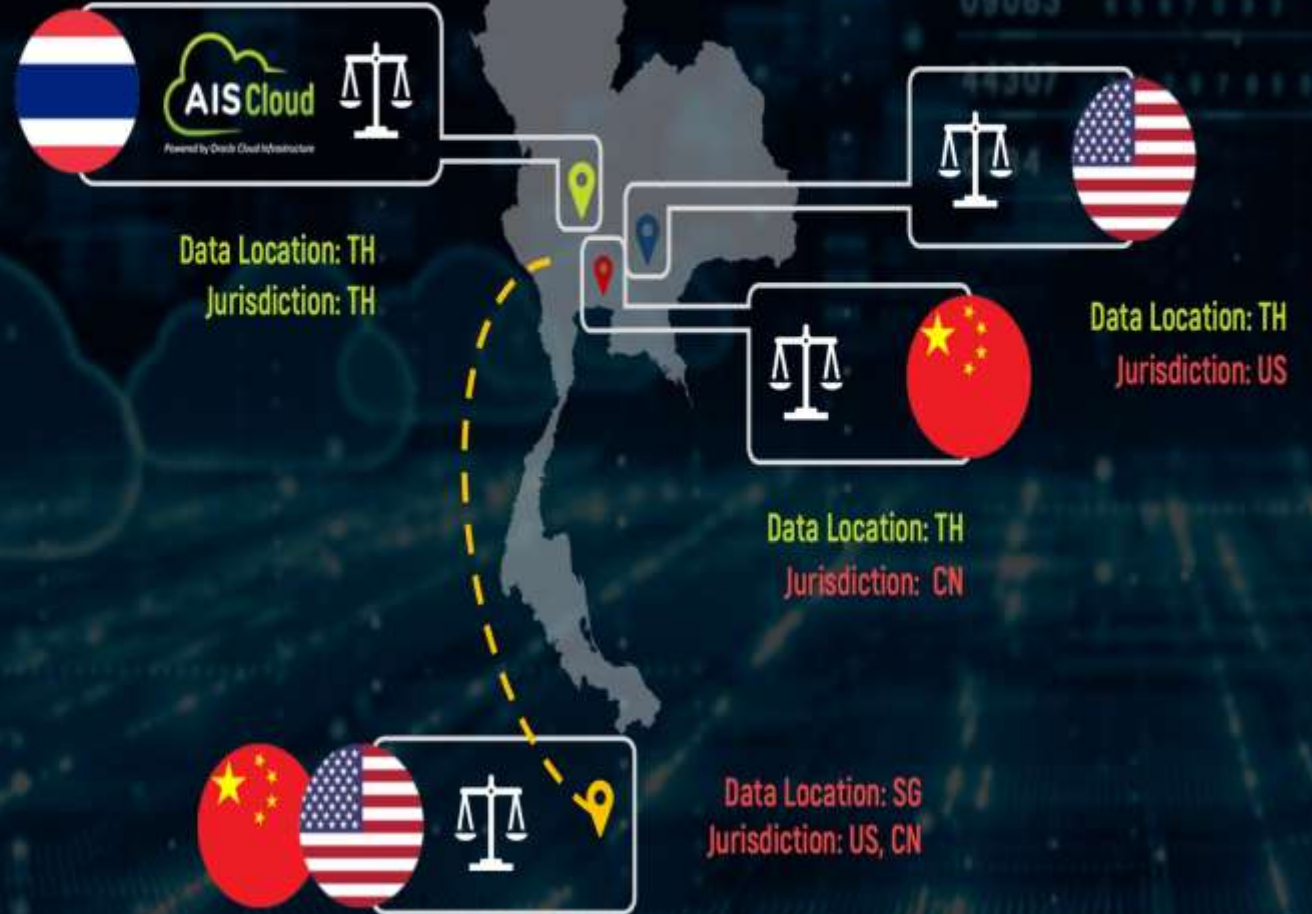 AIS Cloud
Powered by Oracle Cloud Infrastructure
Data Location: TH
Jurisdiction: TH
Data Location: TH
Jurisdiction: US
Data Location: TH
Jurisdiction: CN
Data Location: SG
Jurisdiction: US, CN